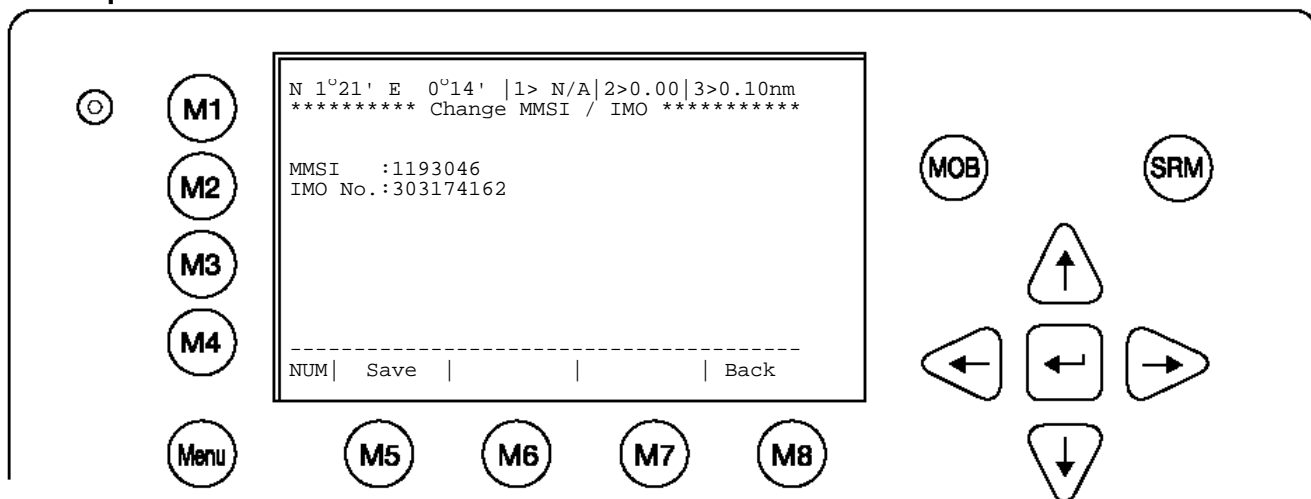 N 1°21' E 0°14' |1> N/A|2>0.00|3>0.10nm
********** Change MMSI / IMO ***********
MMSI :1193046
IMO No.:303174162
----------------------------------------
NUM| Save | | | Back
M1
M2
M3
M4
Menu
M5
M6
M7
M8
MOB
SRM